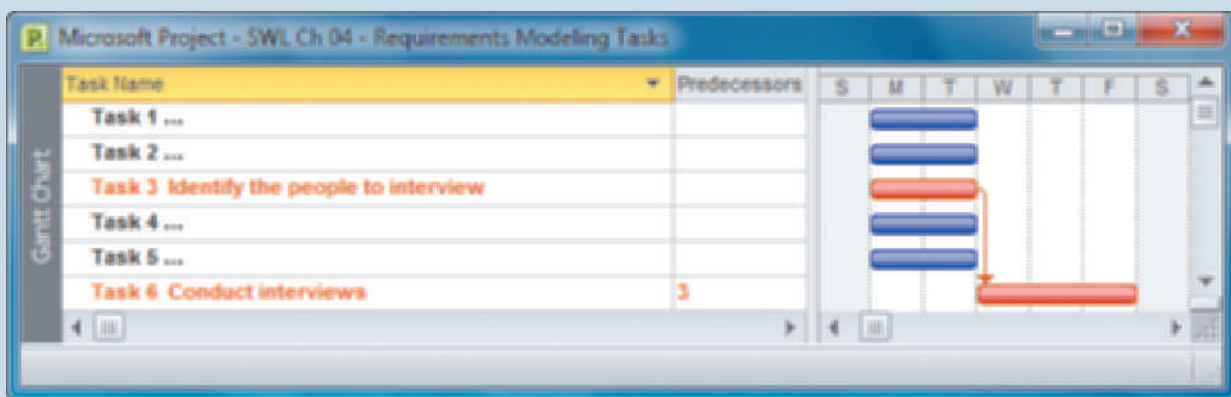 Microsoft Project - SWL Ch 04 - Requirements Modeling Tasks
Task Name Predecessors S M T W T F S
Gantt Chart
Task 1 ...
Task 2 ...
Task 3 Identify the people to interview
Task 4 ...
Task 5 ...
Task 6 Conduct interviews 3